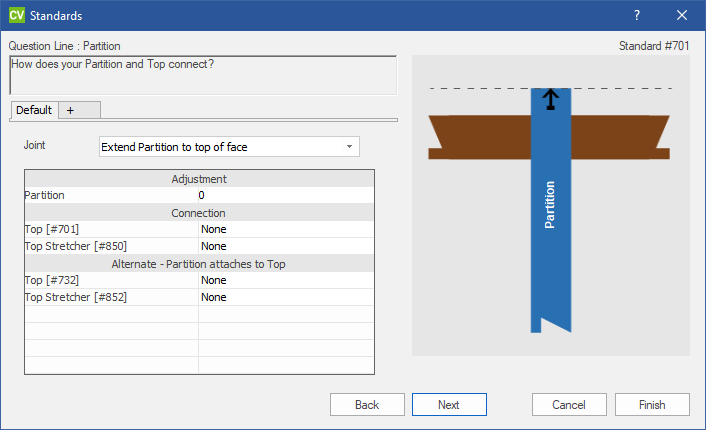 CV Standards
Question Line : Partition
Standard #701
How does your Partition and Top connect?
Default +
Joint Extend Partition to top of face
Adjustment
Partition 0
Connection
Top [#701] None
Top Stretcher [#850] None
Alternate - Partition attaches to Top
Top [#732] None
Top Stretcher [#852] None
Partition
Back Next Cancel Finish